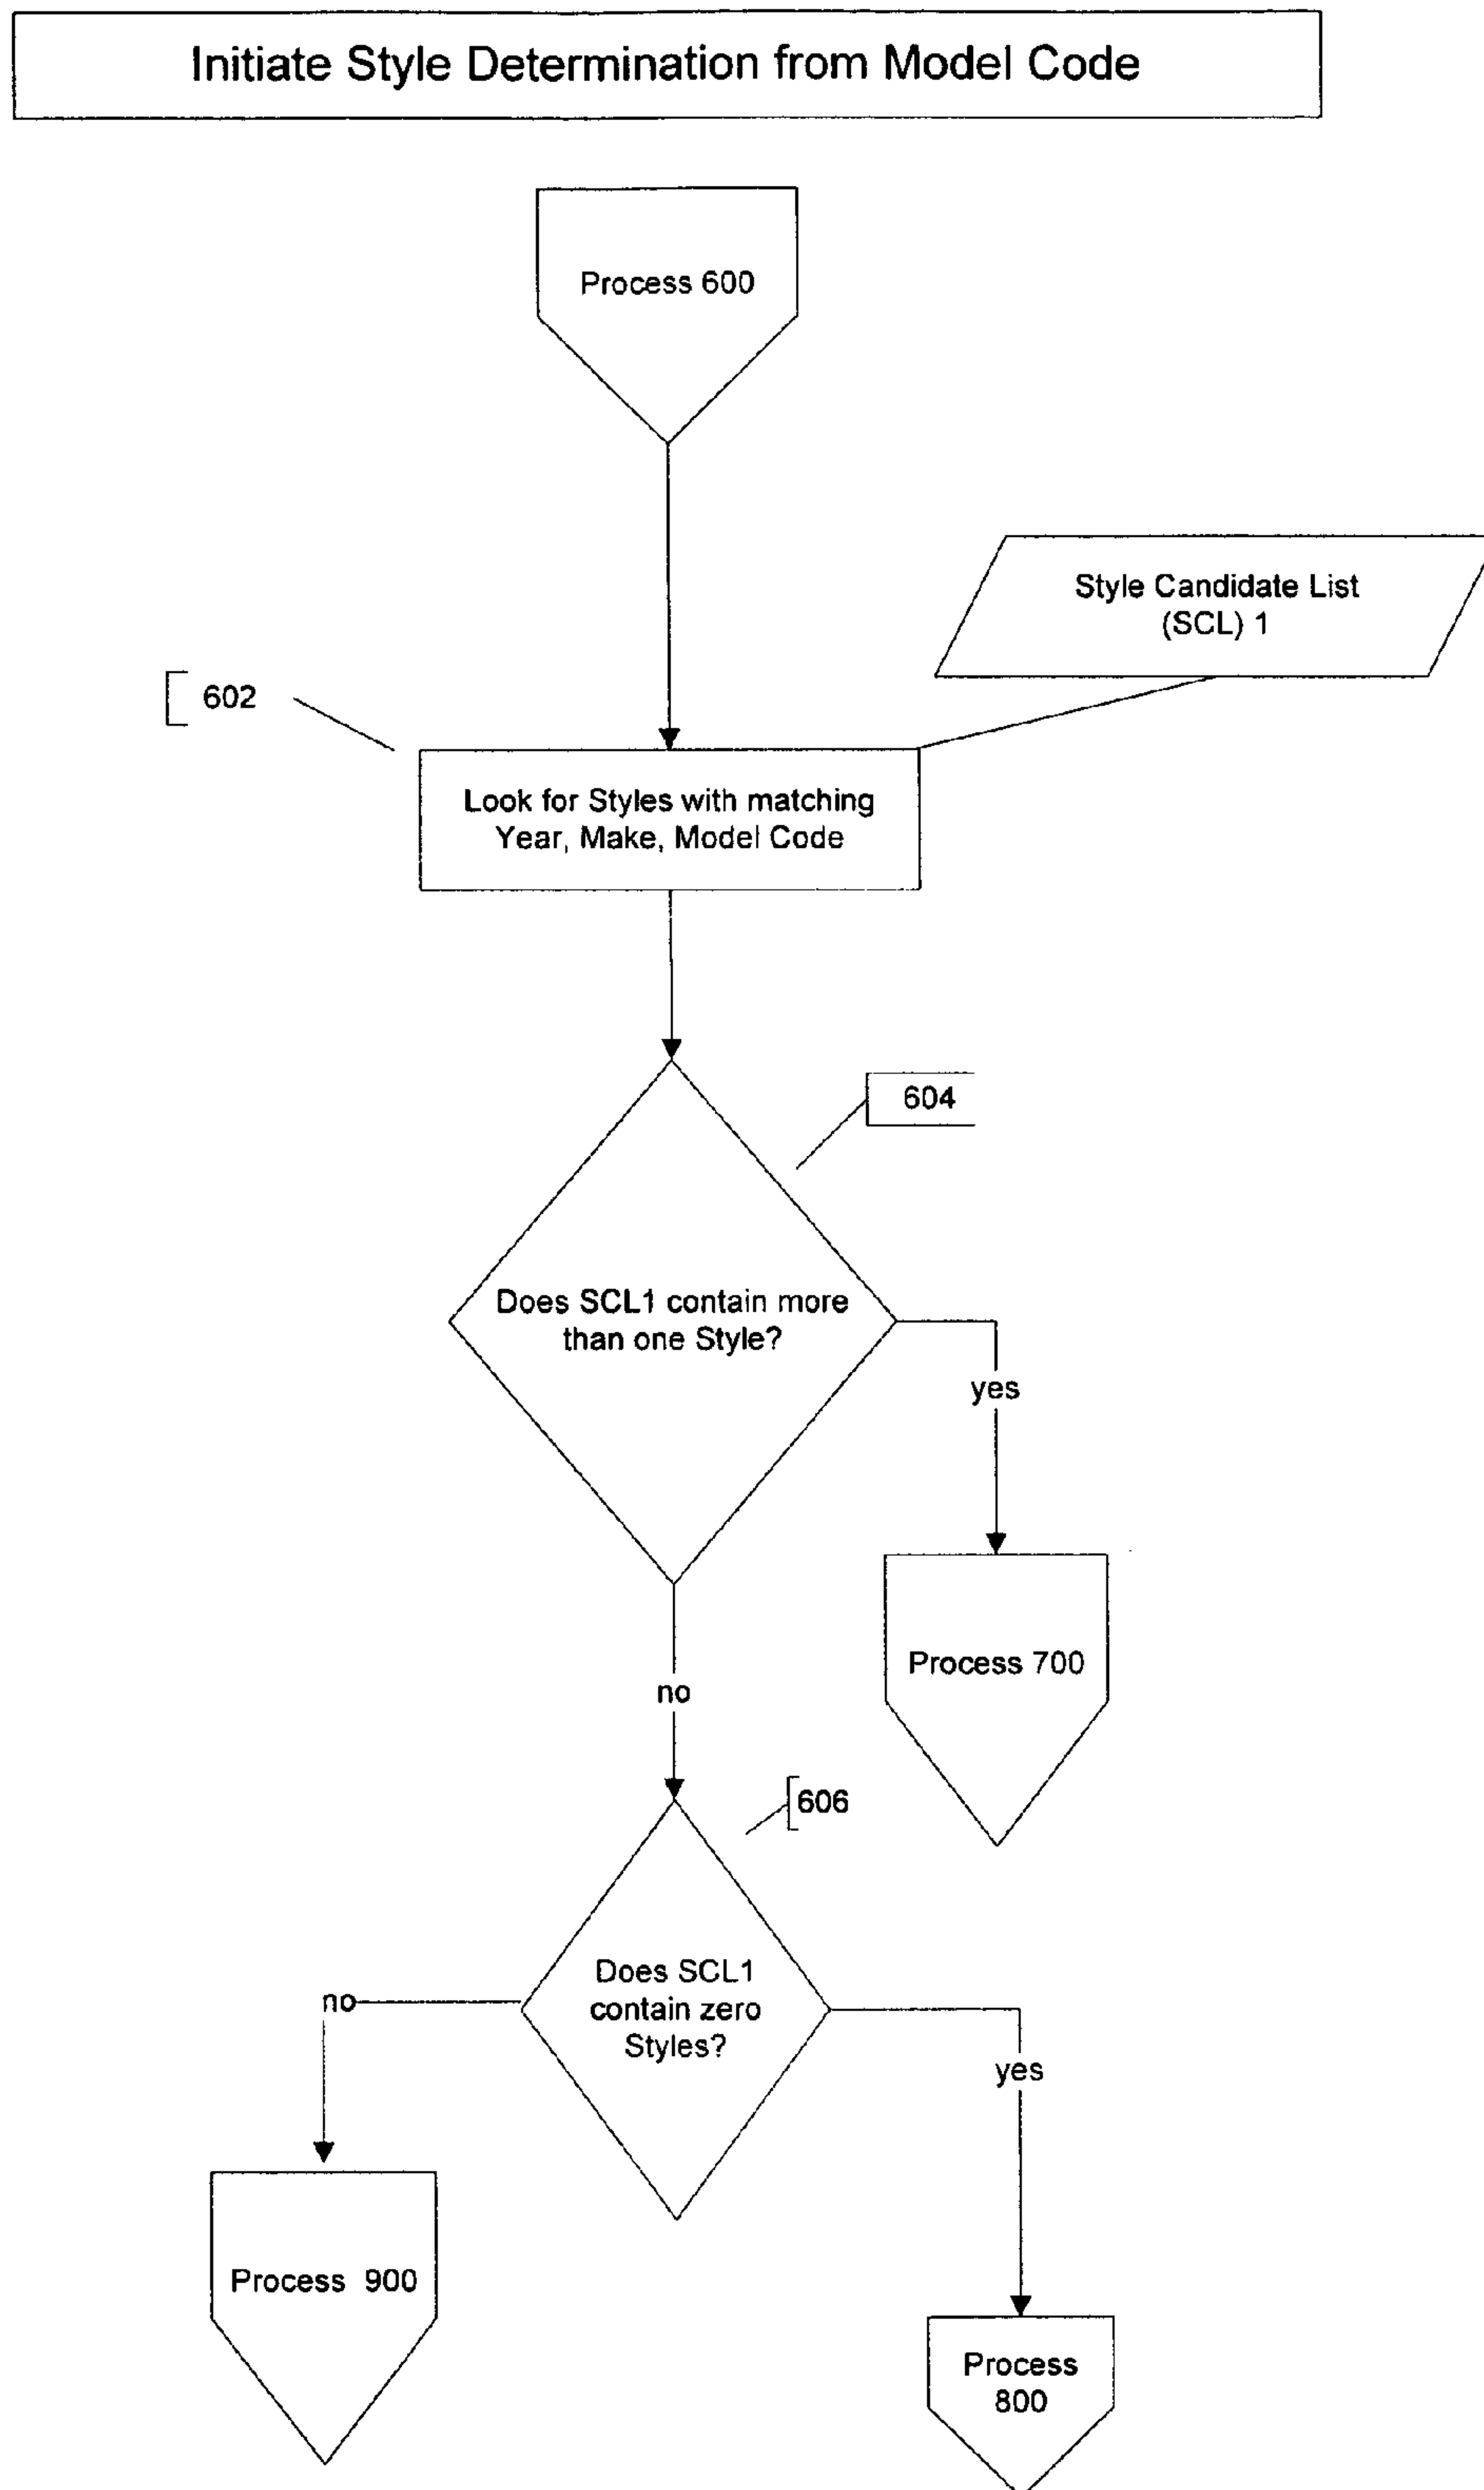 Initiate Style Determination from Model Code
Process 600
Style Candidate List
(SCL) 1
602
Look for Styles with matching
Year, Make, Model Code
604
Does SCL1 contain more
than one Style?
yes
Process 700
no
606
Does SCL1
contain zero
Styles?
no
yes
Process 900
Process
800